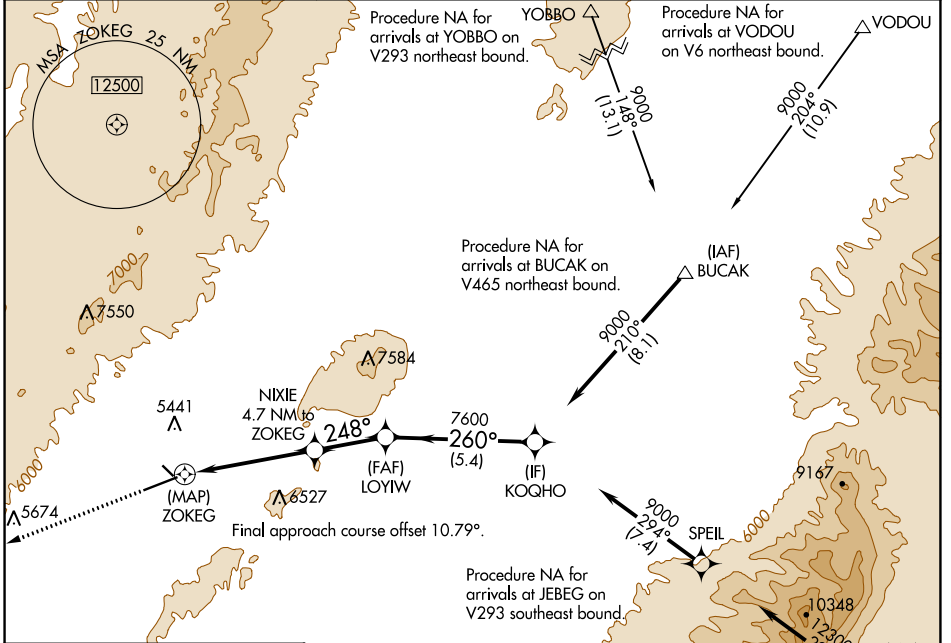 MSA ZOKEG 25 NM
12500
Procedure NA for
arrivals at YOBBO on
V293 northeast bound.
YOBBO
9000
148°
(13.1)
Procedure NA for
arrivals at VODOU
on V6 northeast bound.
VODOU
9000
204°
(10.9)
7000
7550
Procedure NA for
arrivals at BUCAK on
V465 northeast bound.
(IAF)
BUCAK
9000
210°
(8.1)
7584
NIXIE
4.7 NM to
ZOKEG
248°
7600
260°
(5.4)
5441
(FAF)
LOYIW
(IF)
KOQHO
(MAP)
ZOKEG
6527
6000
5674
Final approach course offset 10.79°.
9000
294°
(7.4)
SPEIL
6000
9167
Procedure NA for
arrivals at JEBEG on
V293 southeast bound.
10348
12300